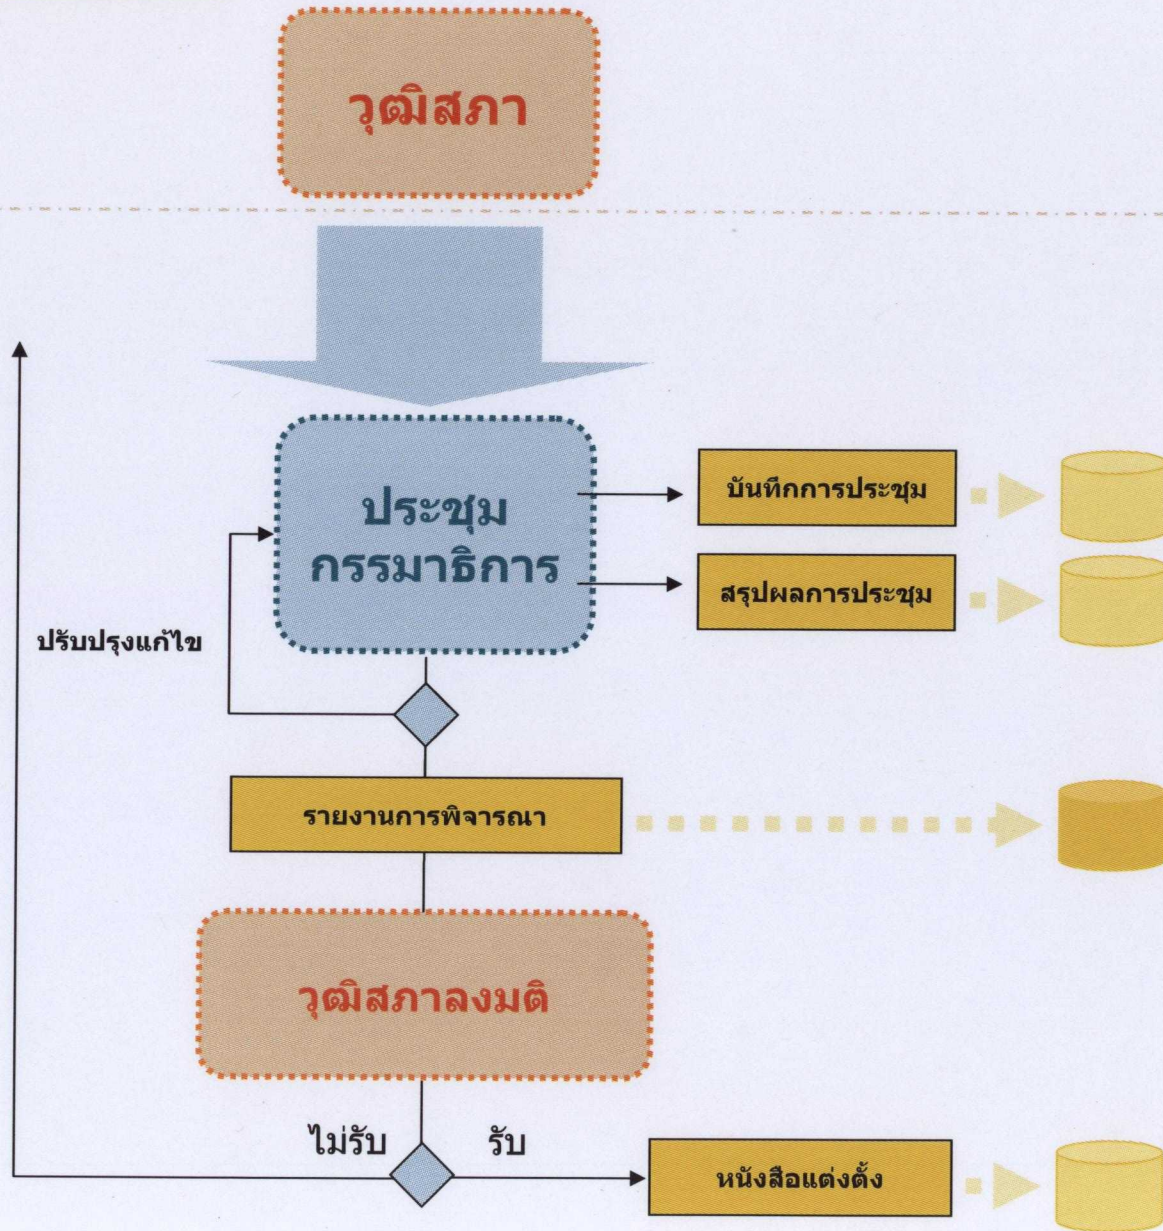 วุฒิสภา
ประชุม
กรรมาธิการ
บันทึกการประชุม
สรุปผลการประชุม
ปรับปรุงแก้ไข
รายงานการพิจารณา
วุฒิสภาลงมติ
ไม่รับ
รับ
หนังสือแต่งตั้ง